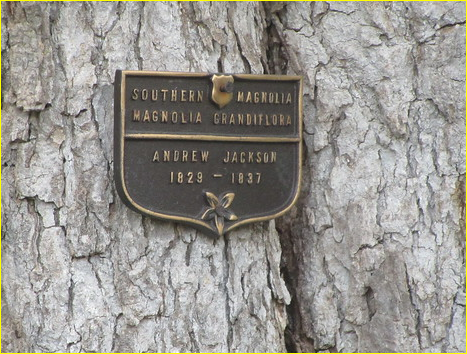 SOUTHERN MAGNOLIA
MAGNOLIA GRANDIFLORA
ANDREW JACKSON
1829 - 1837